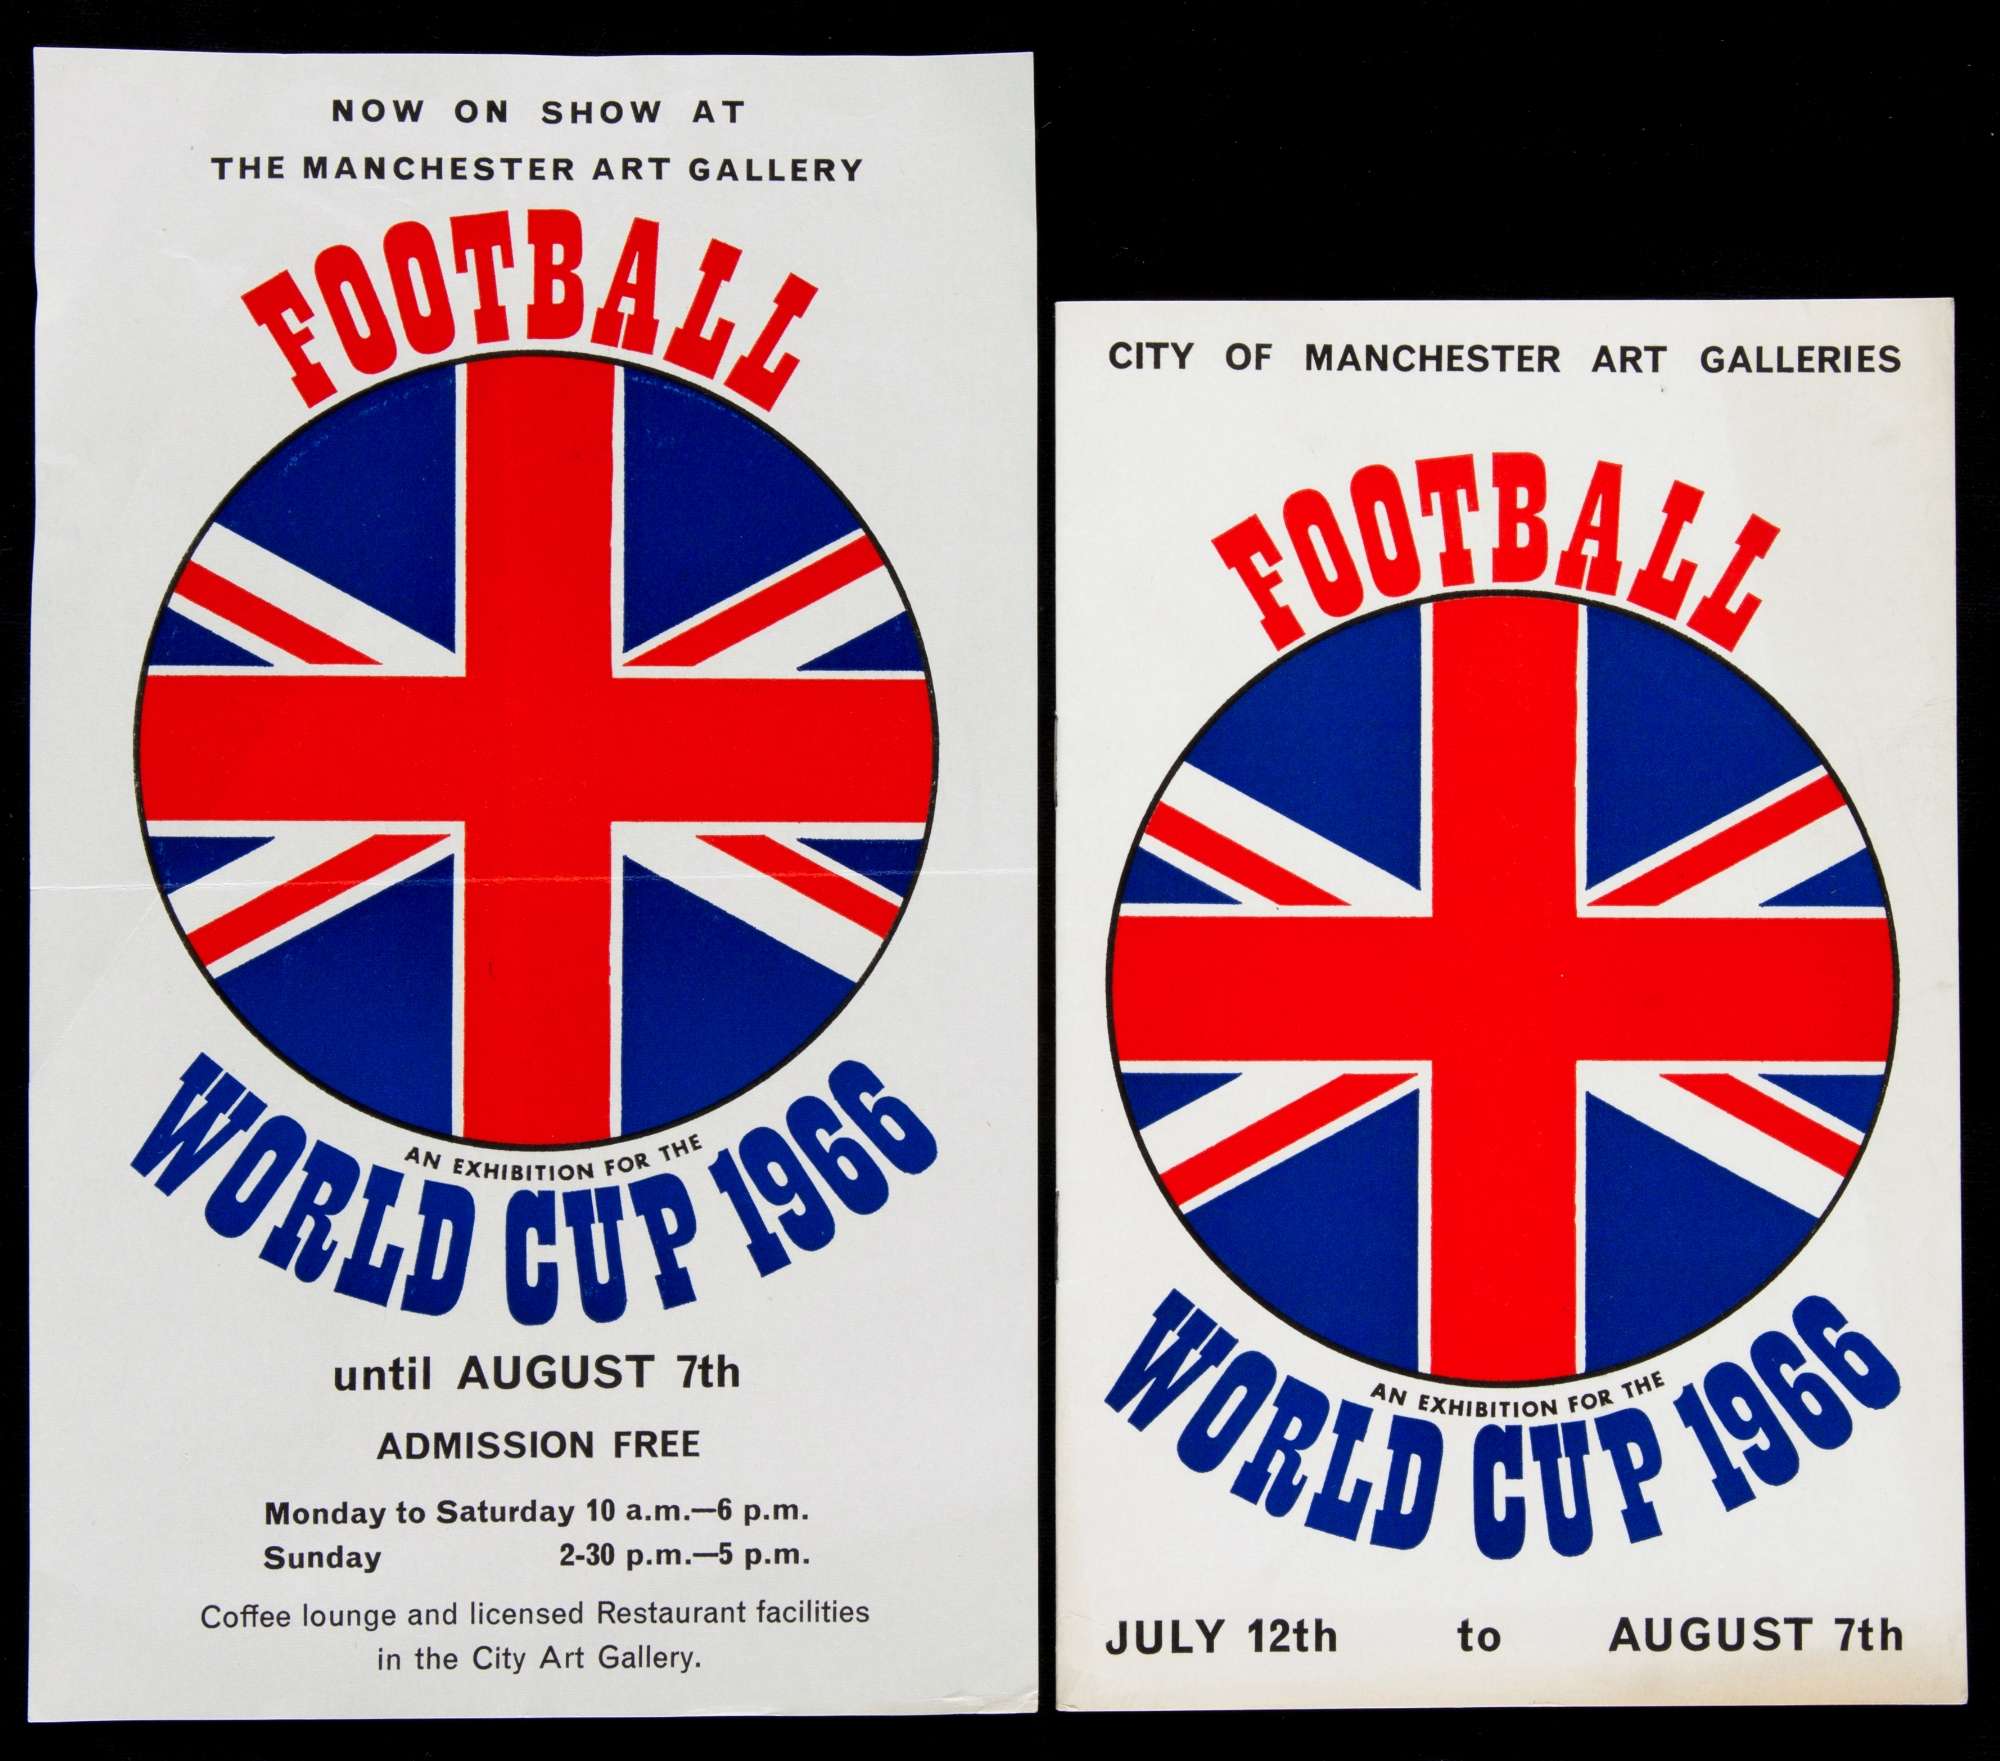 NOW ON SHOW AT
THE MANCHESTER ART GALLERY
FOOTBALL
AN EXHIBITION FOR THE
WORLD CUP 1966
until AUGUST 7th
ADMISSION FREE
Monday to Saturday 10 a.m.—6 p.m.
Sunday 2-30 p.m.—5 p.m.
Coffee lounge and licensed Restaurant facilities
in the City Art Gallery.
CITY OF MANCHESTER ART GALLERIES
FOOTBALL
AN EXHIBITION FOR THE
WORLD CUP 1966
JULY 12th to AUGUST 7th